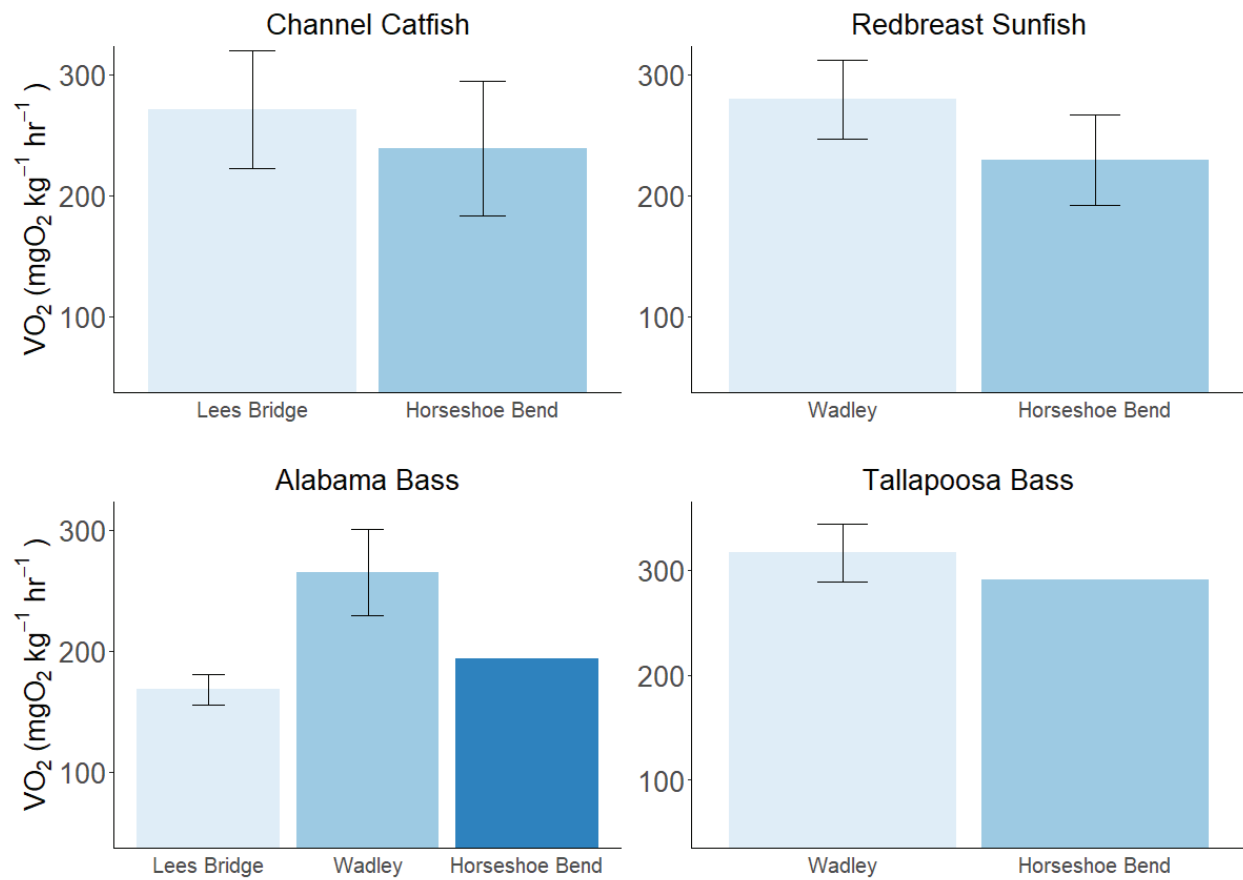 Channel Catfish
Redbreast Sunfish
VO₂ (mgO₂ kg⁻¹ hr⁻¹ )
300
200
100
300
200
100
Lees Bridge
Horseshoe Bend
Wadley
Horseshoe Bend
Alabama Bass
Tallapoosa Bass
VO₂ (mgO₂ kg⁻¹ hr⁻¹ )
300
200
100
300
200
100
Lees Bridge
Wadley
Horseshoe Bend
Wadley
Horseshoe Bend